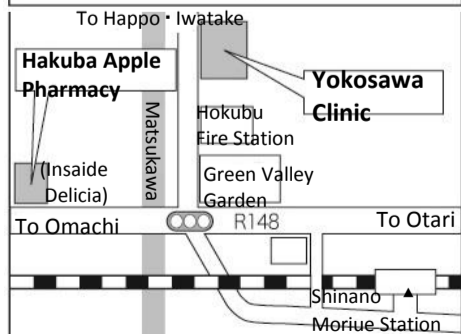 To Happo・Iwatake
Hakuba Apple
Pharmacy
Yokosawa
Clinic
Matsukawa
Hokubu
Fire Station
(Insaide
Delicia)
Green Valley
Garden
To Omachi
R148
To Otari
Shinano
Moriue Station